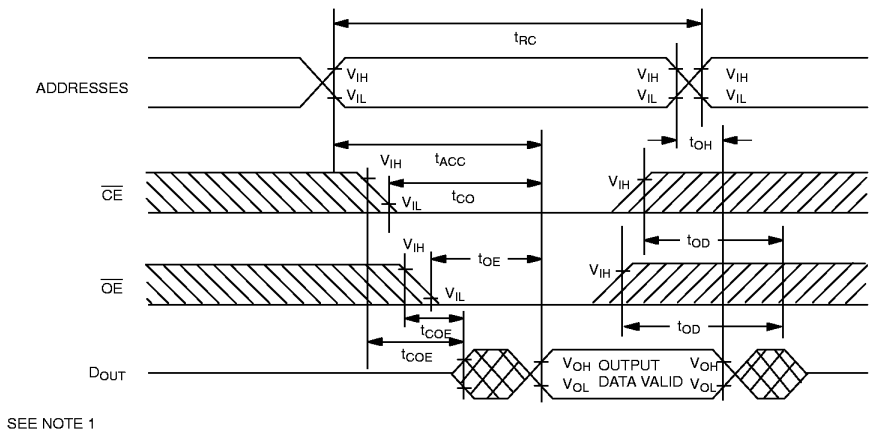 tRC
ADDRESSES
VIH VIH VIH
VIL VIL VIL
tOH
tACC
VIH
CE VIL tCO VIH
tOD
VIH
OE VIL tOE VIH
tCOE tOD
tCOE
DOUT
VOH OUTPUT VOH
VOL DATA VALID VOL
SEE NOTE 1